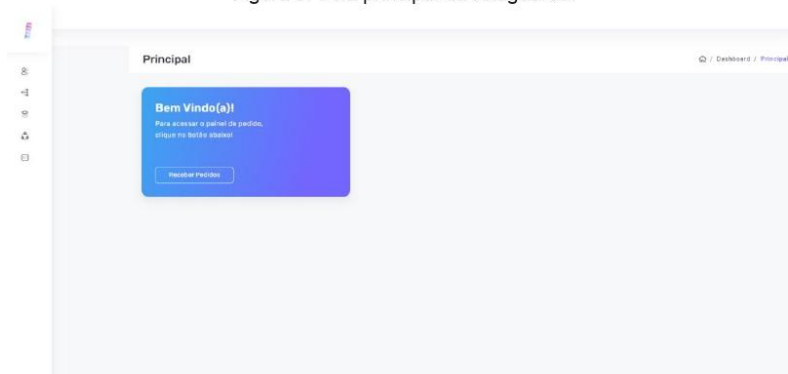 Principal
/ Dashboard / Principal
Bem Vindo(a)!
Para acessar o painel de pedido,
clique no botão abaixo!
Receber Pedidos